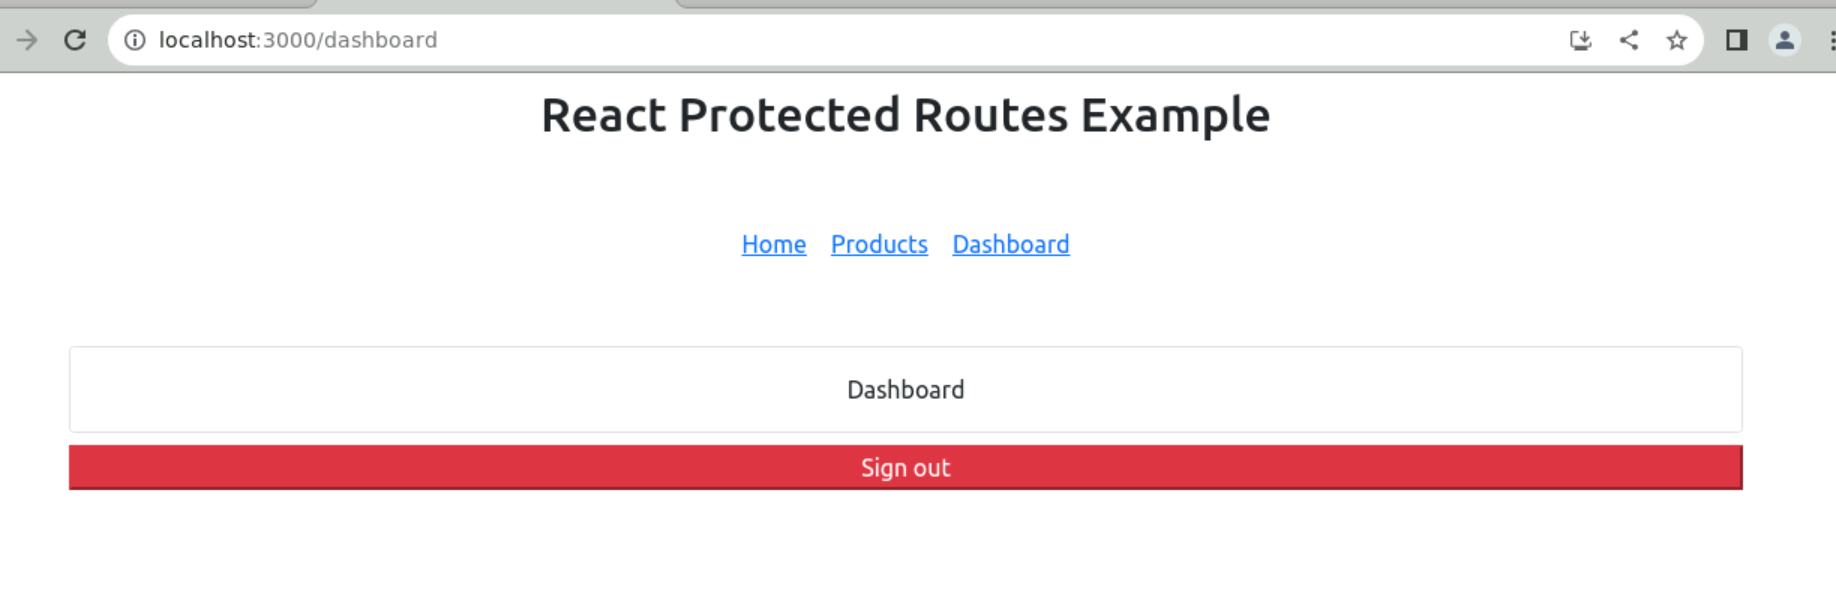 localhost:3000/dashboard
React Protected Routes Example
Home Products Dashboard
Dashboard
Sign out